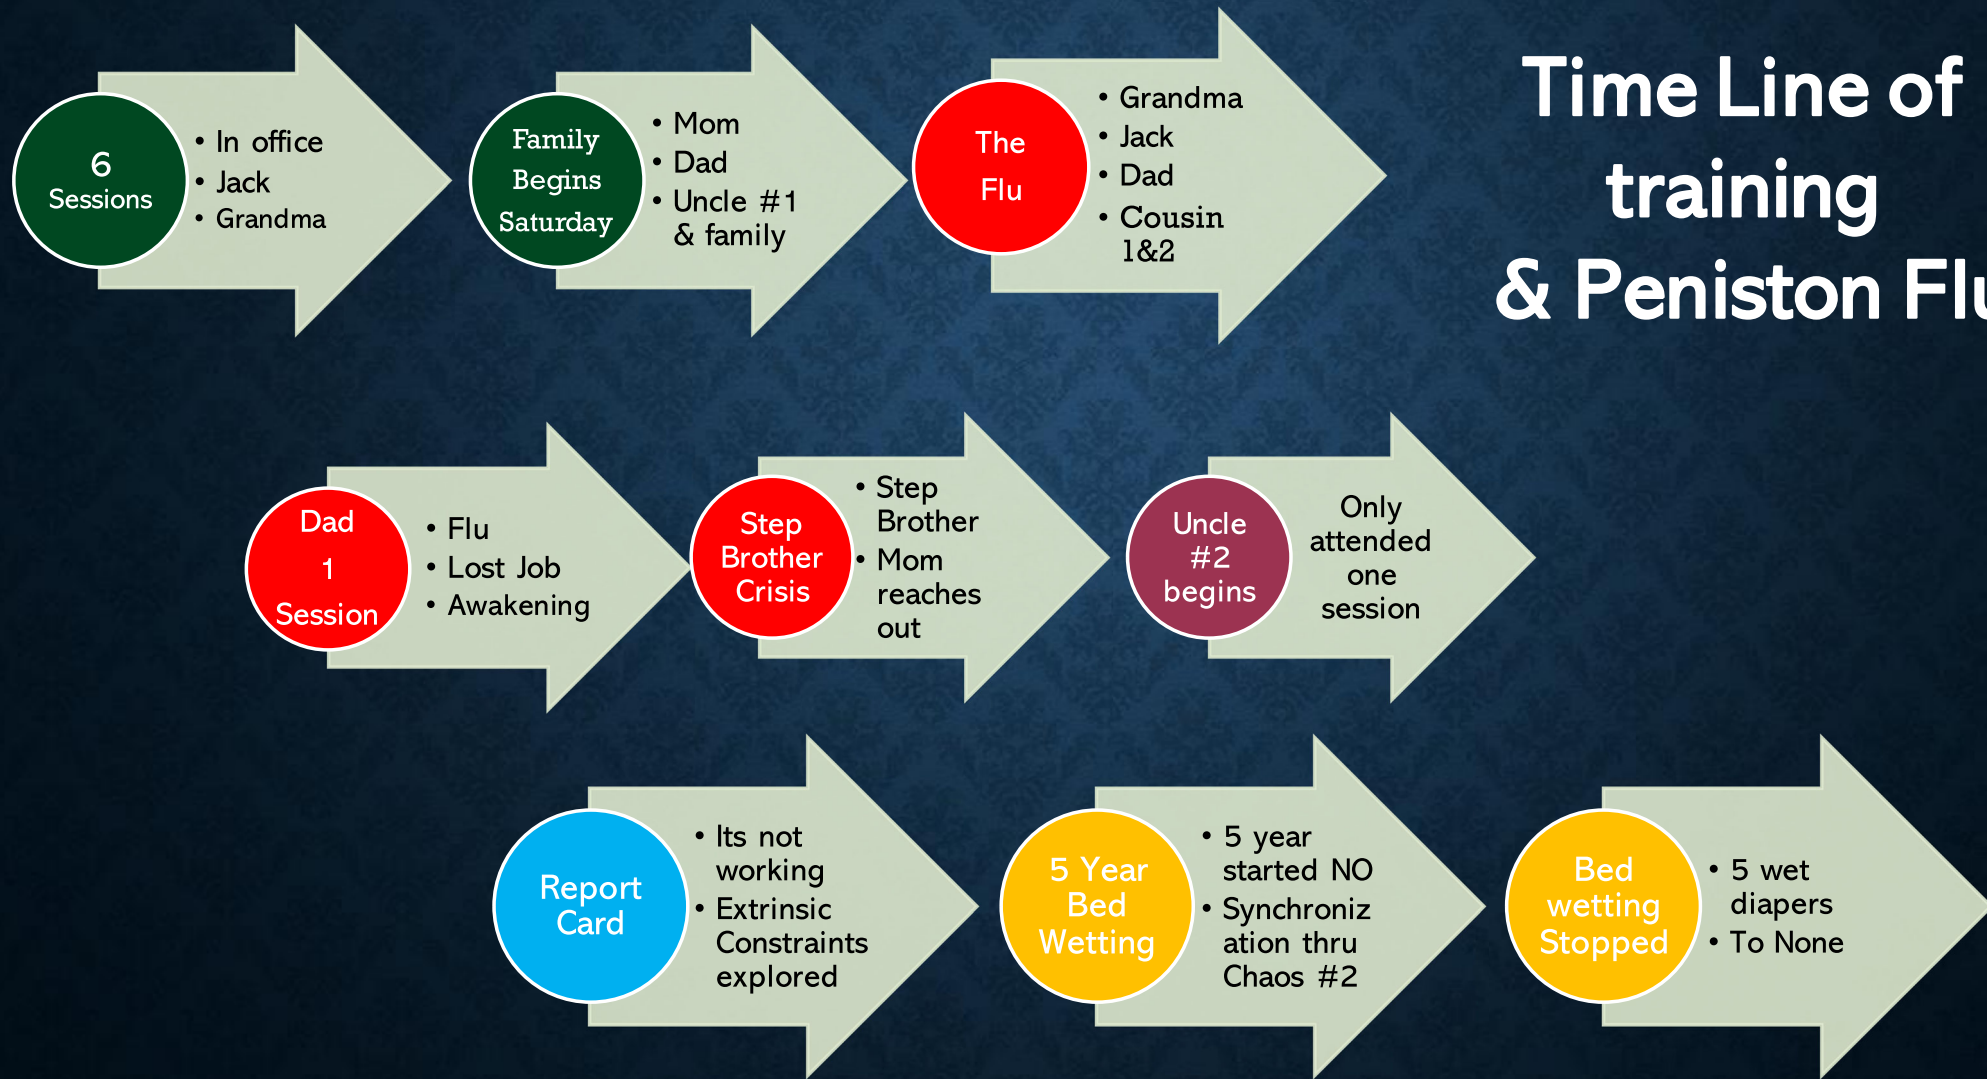 Time Line of
training
& Peniston Flu
6
Sessions
• In office
• Jack
• Grandma
Family
Begins
Saturday
• Mom
• Dad
• Uncle #1
& family
The
Flu
• Grandma
• Jack
• Dad
• Cousin
1&2
Dad
1
Session
• Flu
• Lost Job
• Awakening
Step
Brother
Crisis
• Step
Brother
• Mom
reaches
out
Uncle
#2
begins
Only
attended
one
session
Report
Card
• Its not
working
• Extrinsic
Constraints
explored
5 Year
Bed
Wetting
• 5 year
started NO
• Synchroniz
ation thru
Chaos #2
Bed
wetting
Stopped
• 5 wet
diapers
• To None